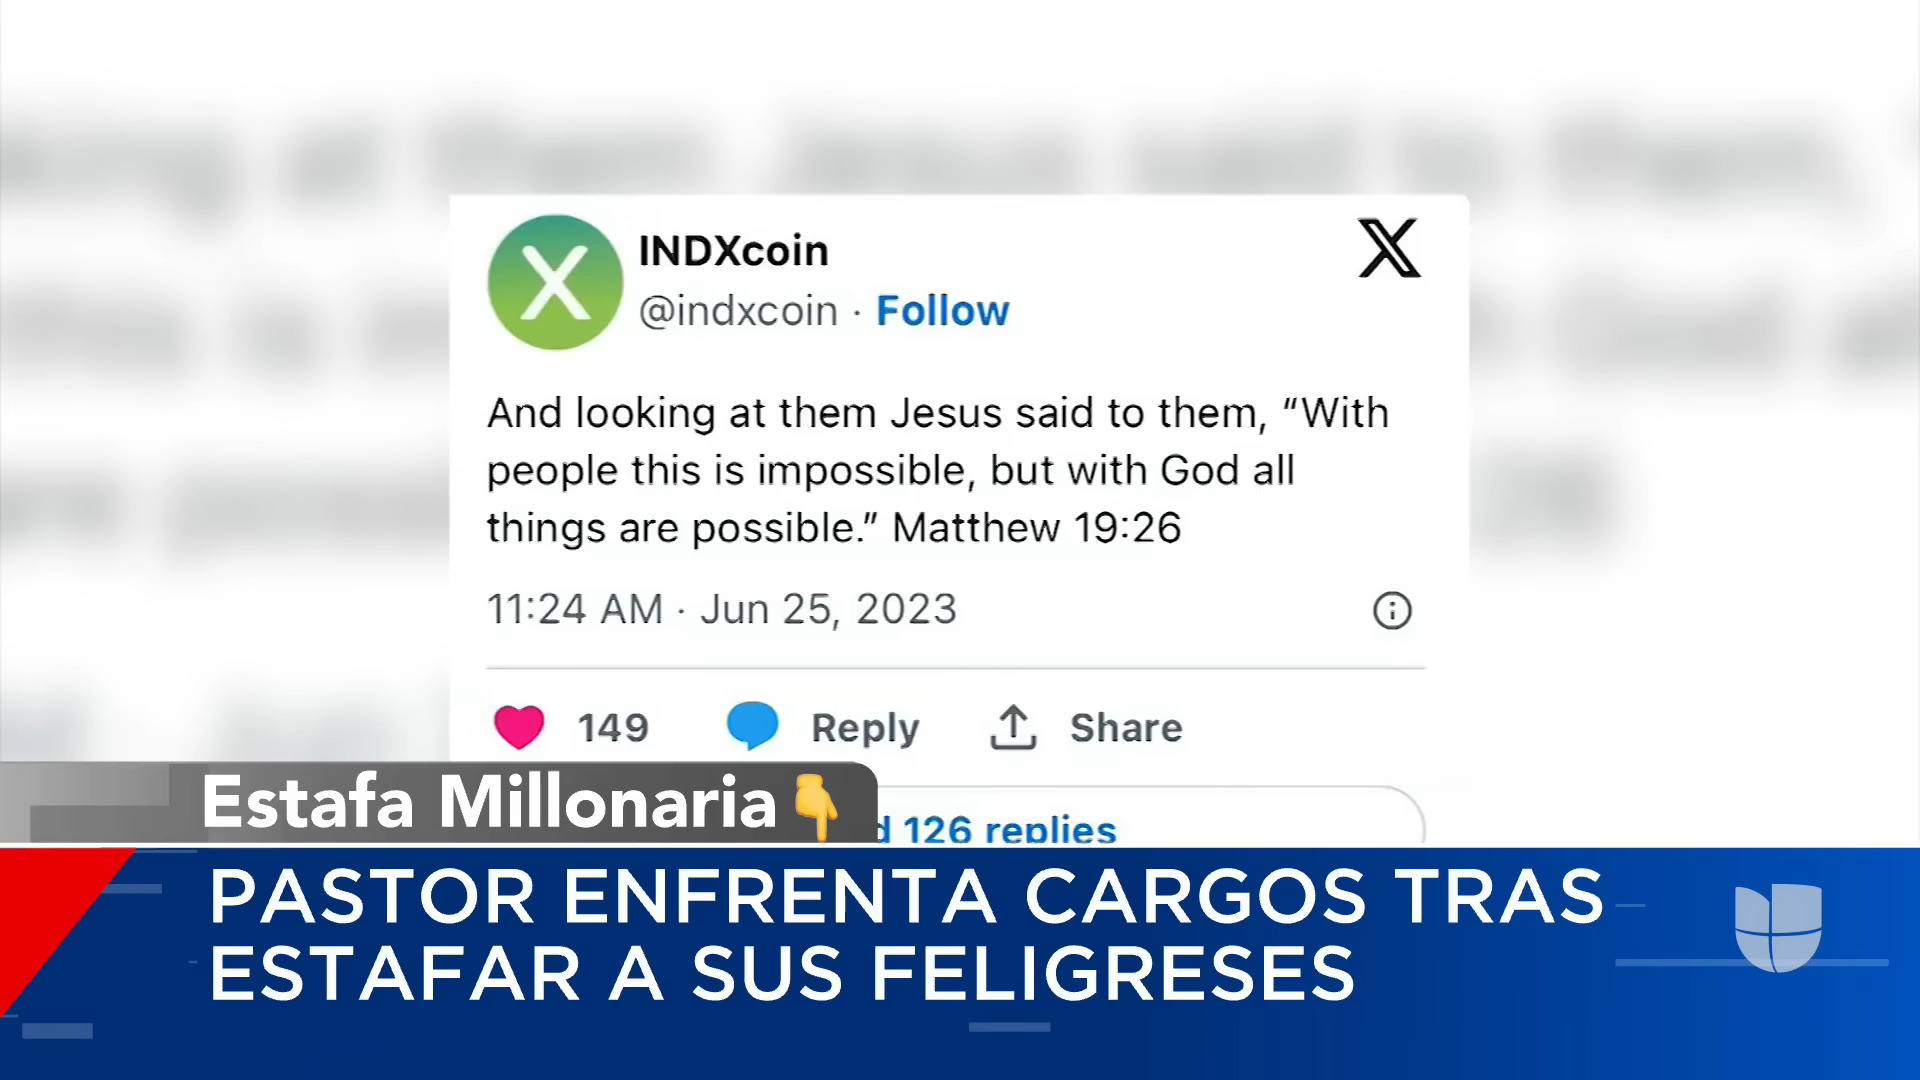 INDXcoin
@indxcoin · Follow
And looking at them Jesus said to them, “With
people this is impossible, but with God all
things are possible.” Matthew 19:26
11:24 AM · Jun 25, 2023
149 Reply Share
126 replies
Estafa Millonaria👇
PASTOR ENFRENTA CARGOS TRAS
ESTAFAR A SUS FELIGRESES